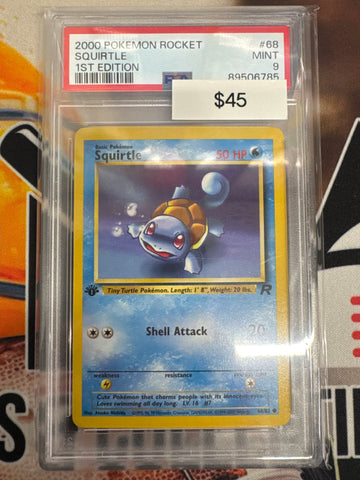 2000 POKEMON ROCKET #68
SQUIRTLE MINT
1ST EDITION 9
89506785
$45
Basic Pokémon
Squirtle 50 HP
Tiny Turtle Pokémon. Length: 1' 8", Weight: 20 lbs.
R
Shell Attack 20
weakness resistance
Cute Pokémon that charms people with its innocent eyes.
Loves swimming all day long. LV. 16 #7
68/82